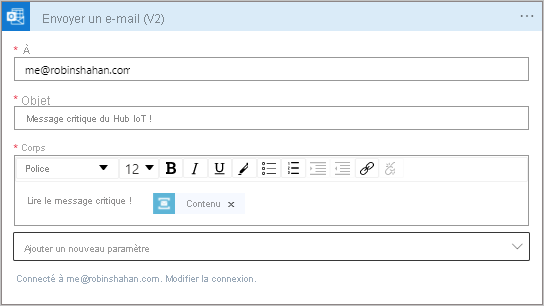 Envoyer un e-mail (V2)
* À
me@robinshahan.com
* Objet
Message critique du Hub IoT !
* Corps
Police 12 B I U
Lire le message critique ! Contenu ×
Ajouter un nouveau paramètre
Connecté à me@robinshahan.com. Modifier la connexion.